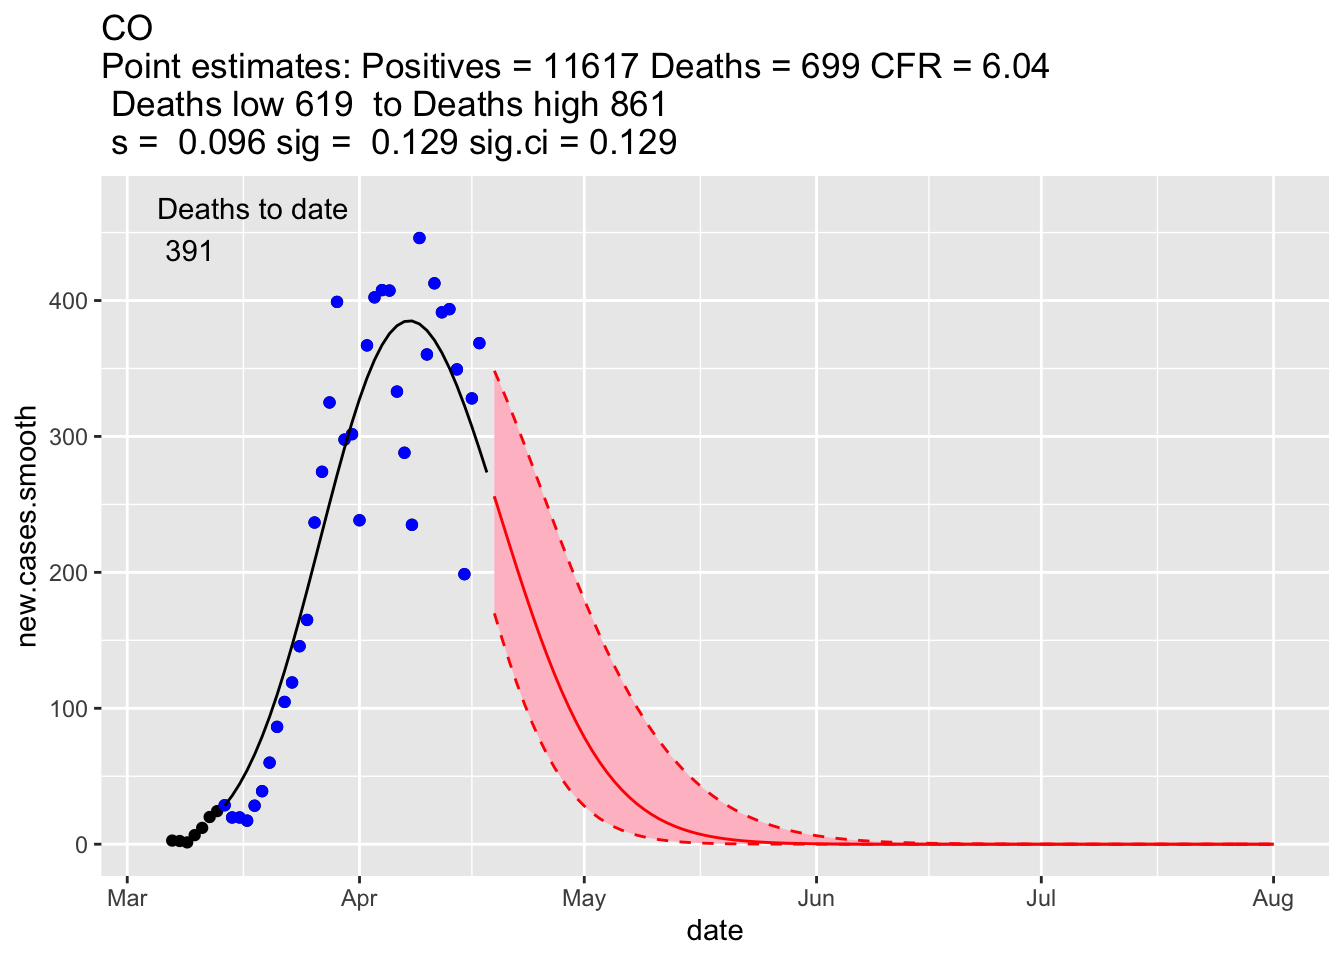 CO
Point estimates: Positives = 11617 Deaths = 699 CFR = 6.04
Deaths low 619  to Deaths high 861
s =  0.096 sig =  0.129 sig.ci = 0.129
Deaths to date
391
new.cases.smooth
400
300
200
100
0
Mar Apr May Jun Jul Aug
date